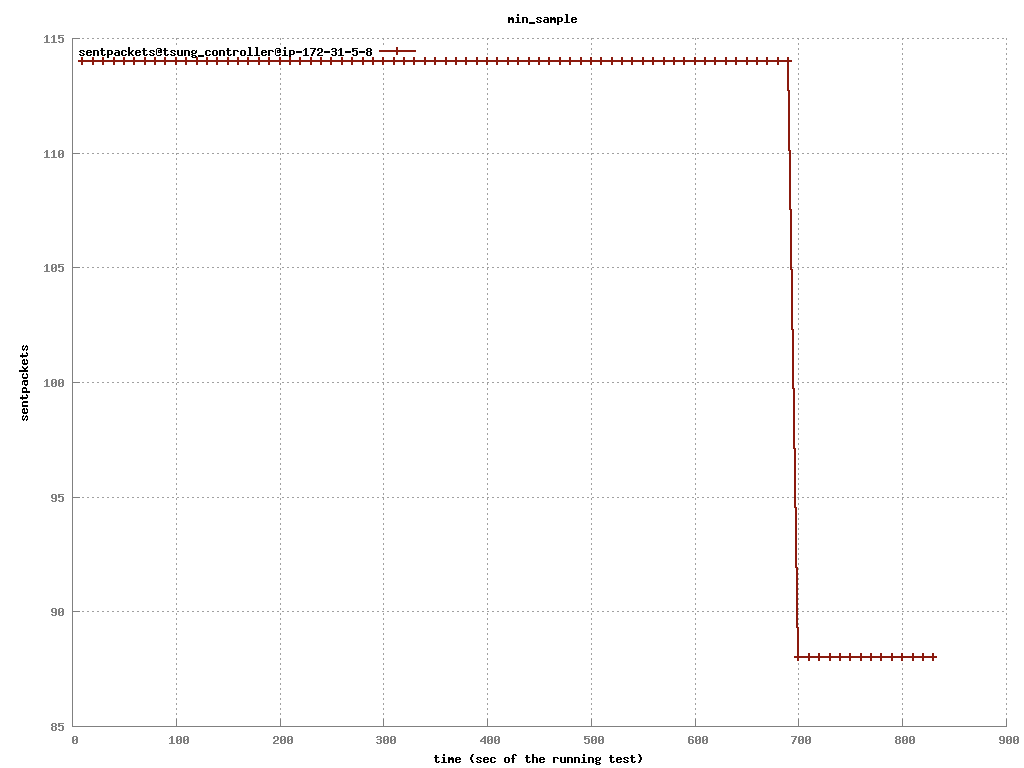 min_sample
115
sentpackets@tsung_controller@ip-172-31-5-8
110
105
sentpackets
100
95
90
85
0 100 200 300 400 500 600 700 800 900
time (sec of the running test)